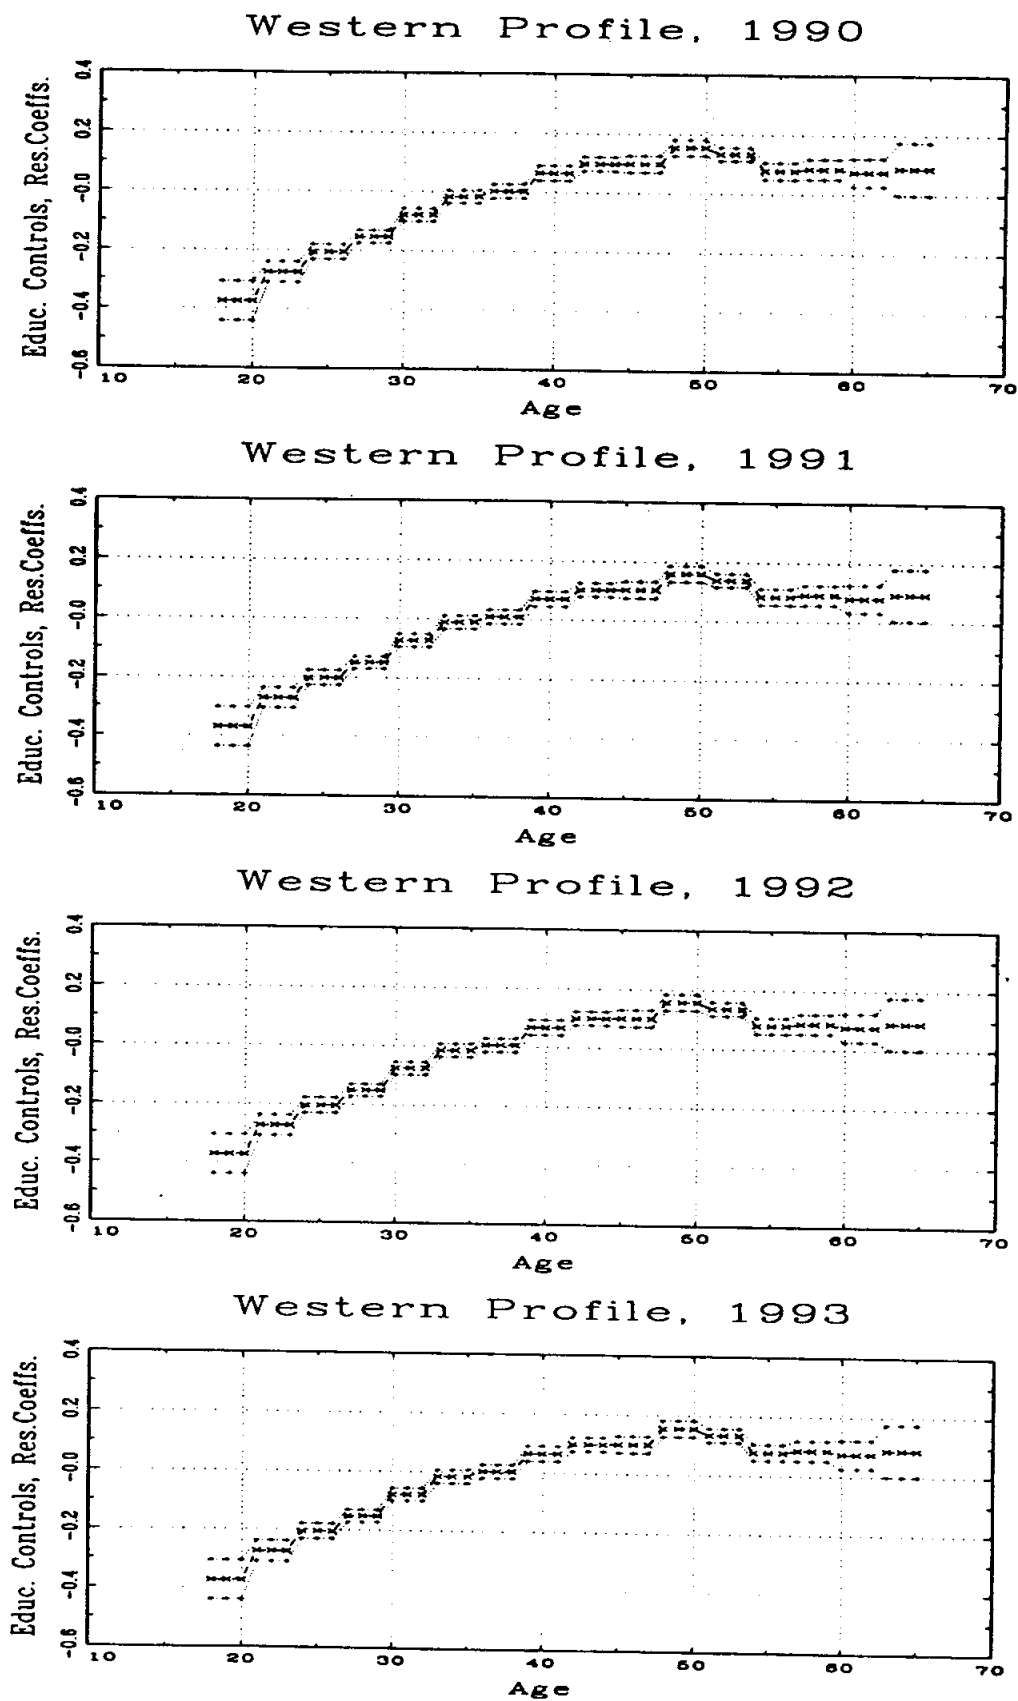 Western Profile, 1990
Educ. Controls, Res.Coeffs.
0.4
0.2
-0.0
-0.2
-0.4
-0.6
10 20 30 40 50 60 70
Age
Western Profile, 1991
Educ. Controls, Res.Coeffs.
0.4
0.2
-0.0
-0.2
-0.4
-0.6
10 20 30 40 50 60 70
Age
Western Profile, 1992
Educ. Controls, Res.Coeffs.
0.4
0.2
-0.0
-0.2
-0.4
-0.6
10 20 30 40 50 60 70
Age
Western Profile, 1993
Educ. Controls, Res.Coeffs.
0.4
0.2
-0.0
-0.2
-0.4
-0.6
10 20 30 40 50 60 70
Age